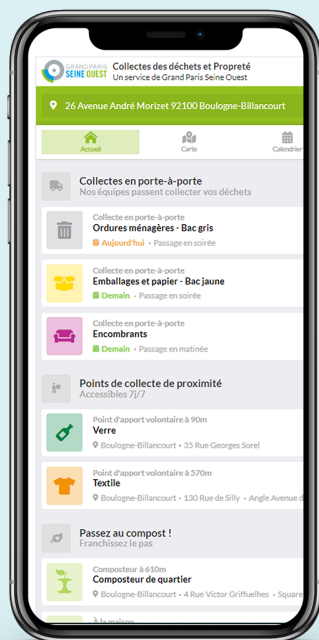 GRAND PARIS
SEINE OUEST
Collectes des déchets et Propreté
Un service de Grand Paris Seine Ouest
26 Avenue André Morizet 92100 Boulogne-Billancourt
Accueil
Carte
Calendrier
Collectes en porte-à-porte
Nos équipes passent collecter vos déchets
Collecte en porte-à-porte
Ordures ménagères - Bac gris
Aujourd'hui • Passage en soirée
Collecte en porte-à-porte
Emballages et papier - Bac jaune
Demain • Passage en soirée
Collecte en porte-à-porte
Encombrants
Demain • Passage en matinée
Points de collecte de proximité
Accessibles 7j/7
Point d'apport volontaire à 90m
Verre
Boulogne-Billancourt • 35 Rue Georges Sorel
Point d'apport volontaire à 570m
Textile
Boulogne-Billancourt • 130 Rue de Silly • Angle Avenue d
Passez au compost !
Franchissez le pas
Composteur à 610m
Composteur de quartier
Boulogne-Billancourt • 4 Rue Victor Griffuelhes • Square
À la maison